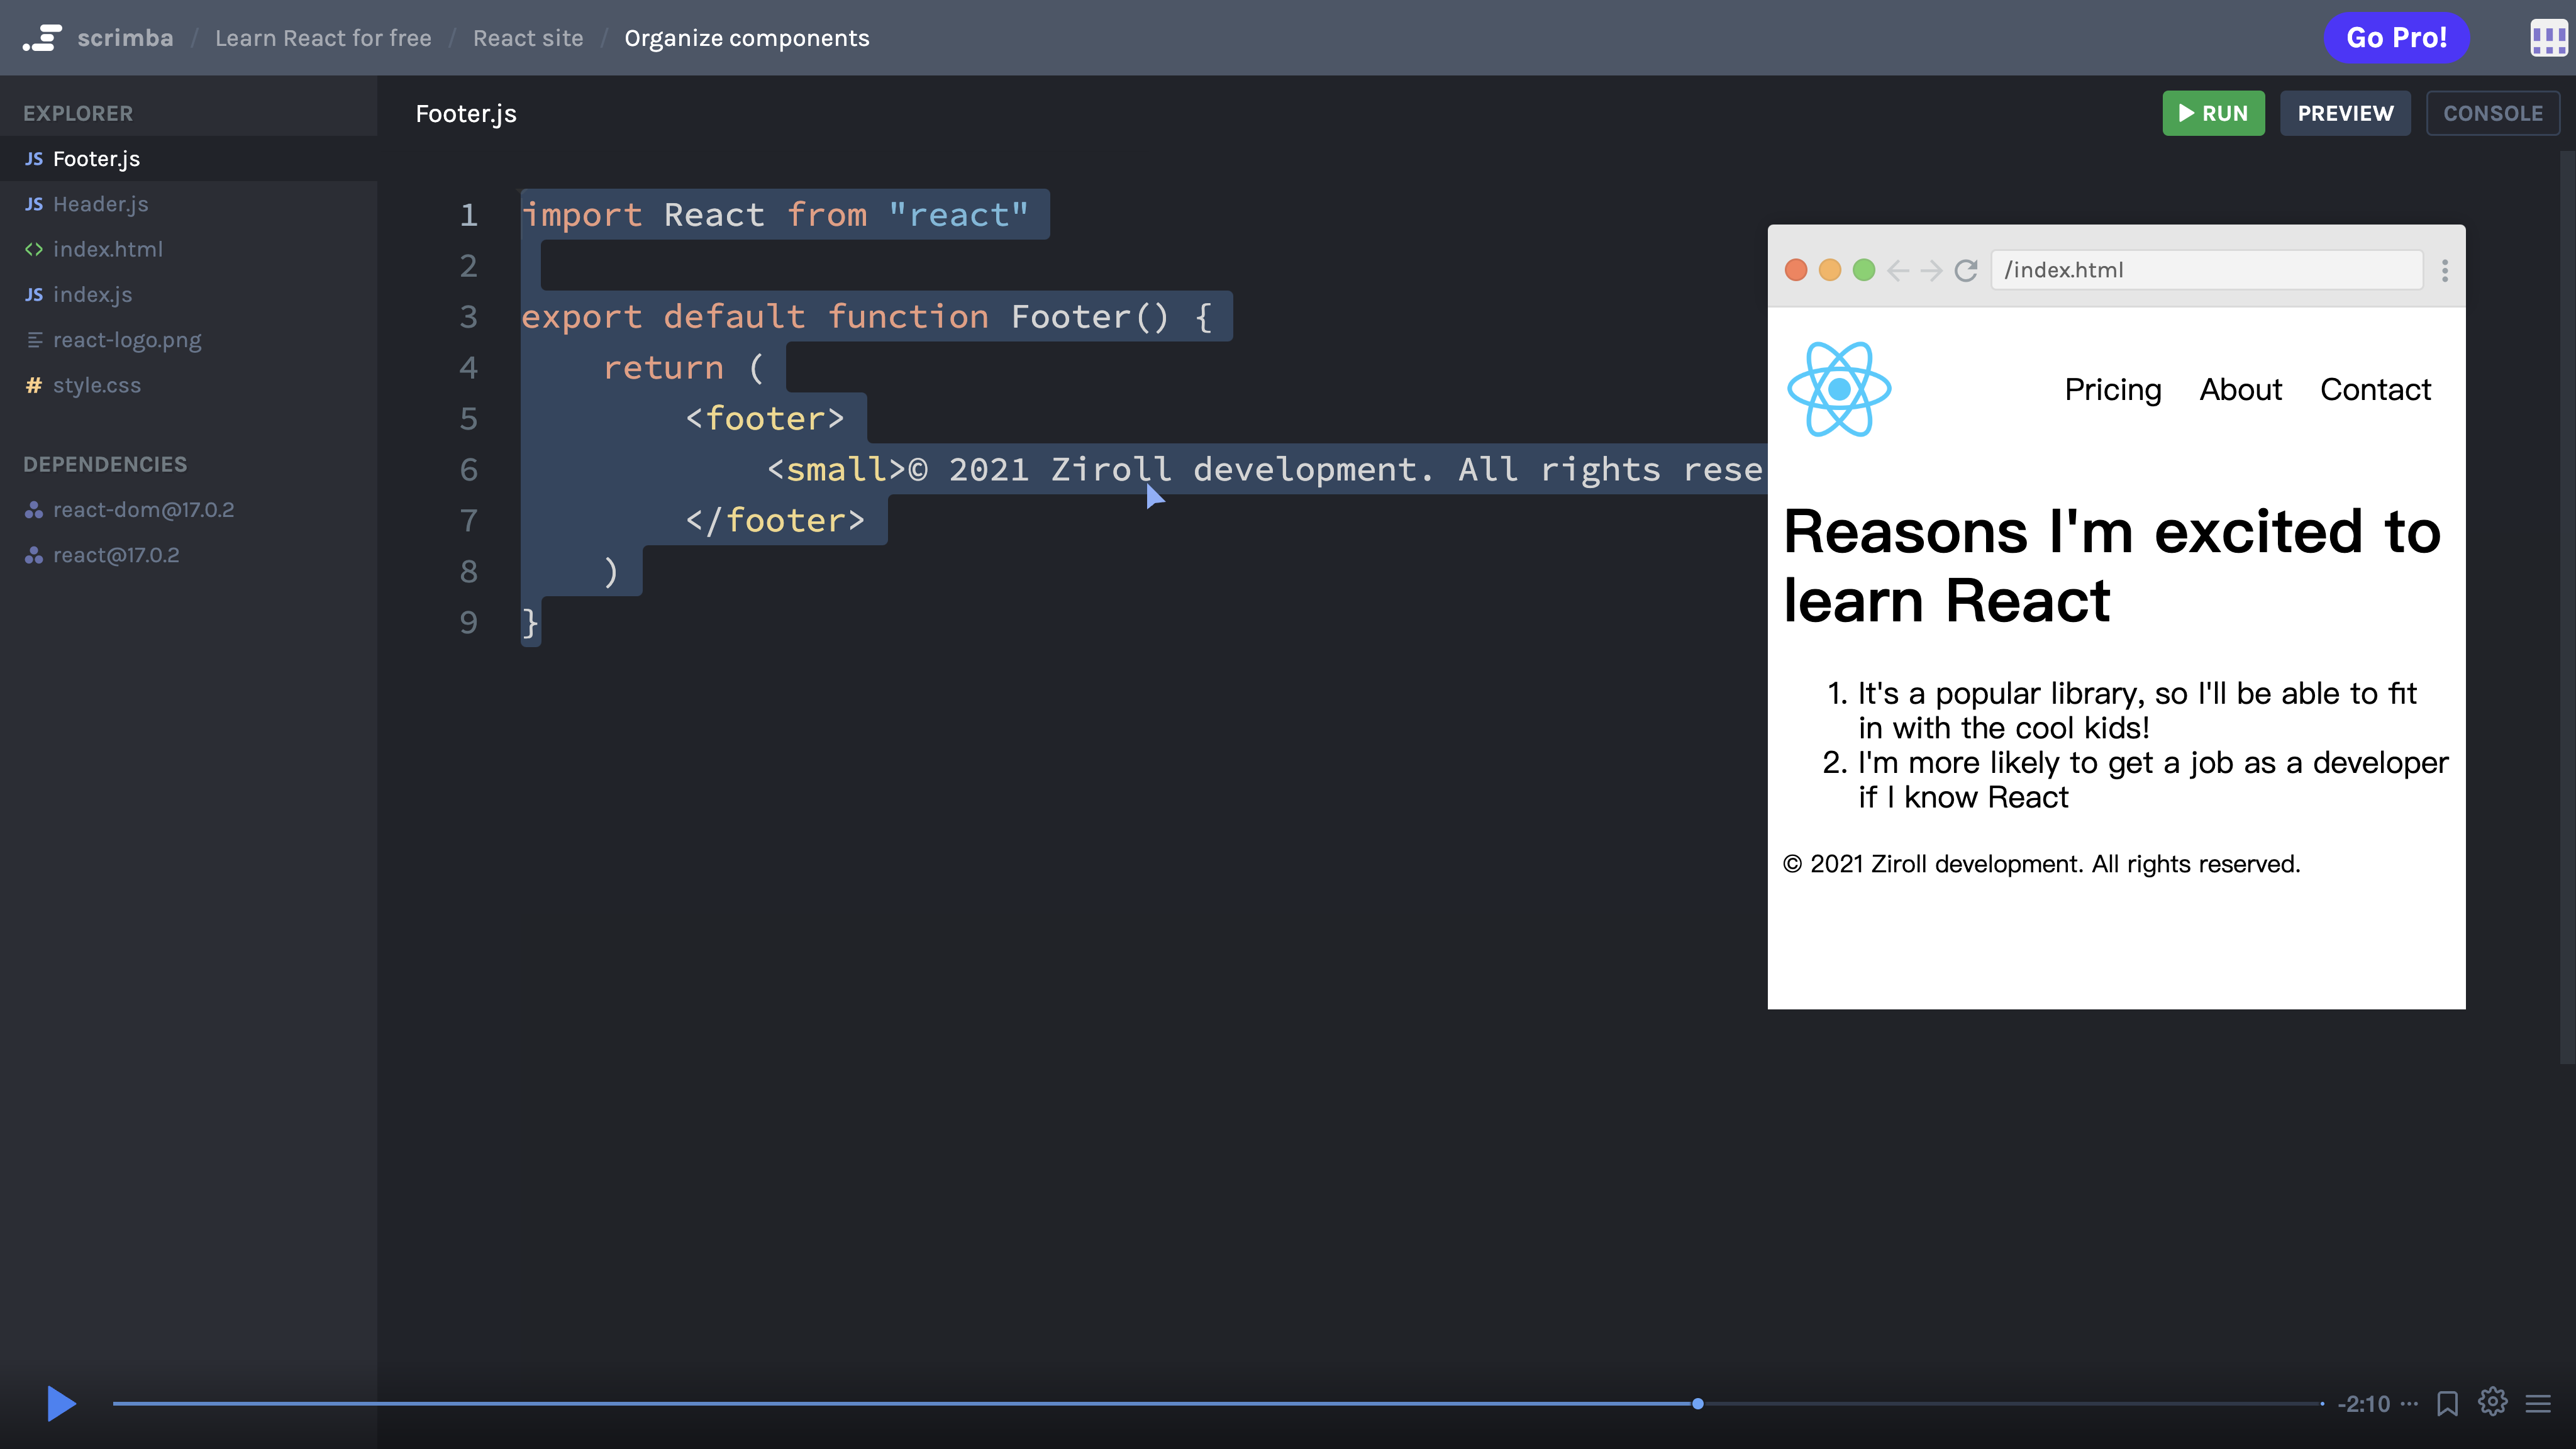 scrimba / Learn React for free / React site / Organize components
Go Pro!
EXPLORER
JS Footer.js
JS Header.js
<> index.html
JS index.js
react-logo.png
# style.css
DEPENDENCIES
react-dom@17.0.2
react@17.0.2
Footer.js
RUN PREVIEW CONSOLE
1 import React from "react"
2
3 export default function Footer() {
4 return (
5 <footer>
6 <small>© 2021 Ziroll development. All rights rese
7 </footer>
8 )
9 }
/index.html
Pricing About Contact
Reasons I'm excited to
learn React
1. It's a popular library, so I'll be able to fit
in with the cool kids!
2. I'm more likely to get a job as a developer
if I know React
© 2021 Ziroll development. All rights reserved.
-2:10